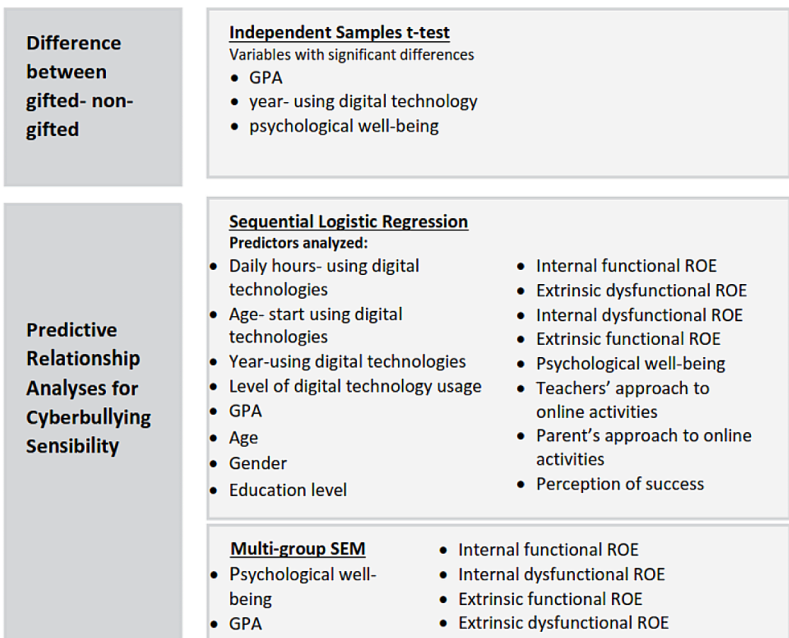 Difference
between
gifted- non-
gifted
Independent Samples t-test
Variables with significant differences
• GPA
• year- using digital technology
• psychological well-being
Predictive
Relationship
Analyses for
Cyberbullying
Sensibility
Sequential Logistic Regression
Predictors analyzed:
• Daily hours- using digital
technologies
• Age- start using digital
technologies
• Year-using digital technologies
• Level of digital technology usage
• GPA
• Age
• Gender
• Education level
• Internal functional ROE
• Extrinsic dysfunctional ROE
• Internal dysfunctional ROE
• Extrinsic functional ROE
• Psychological well-being
• Teachers’ approach to
online activities
• Parent’s approach to online
activities
• Perception of success
Multi-group SEM
• Psychological well-
being
• GPA
• Internal functional ROE
• Internal dysfunctional ROE
• Extrinsic functional ROE
• Extrinsic dysfunctional ROE